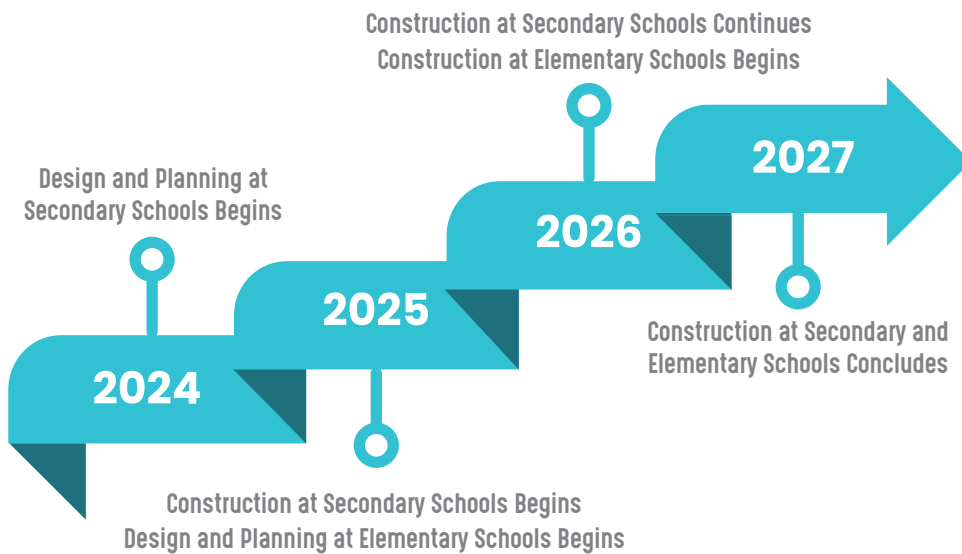 Construction at Secondary Schools Continues
Construction at Elementary Schools Begins
2027
Design and Planning at
Secondary Schools Begins
2026
2025
Construction at Secondary and
Elementary Schools Concludes
2024
Construction at Secondary Schools Begins
Design and Planning at Elementary Schools Begins